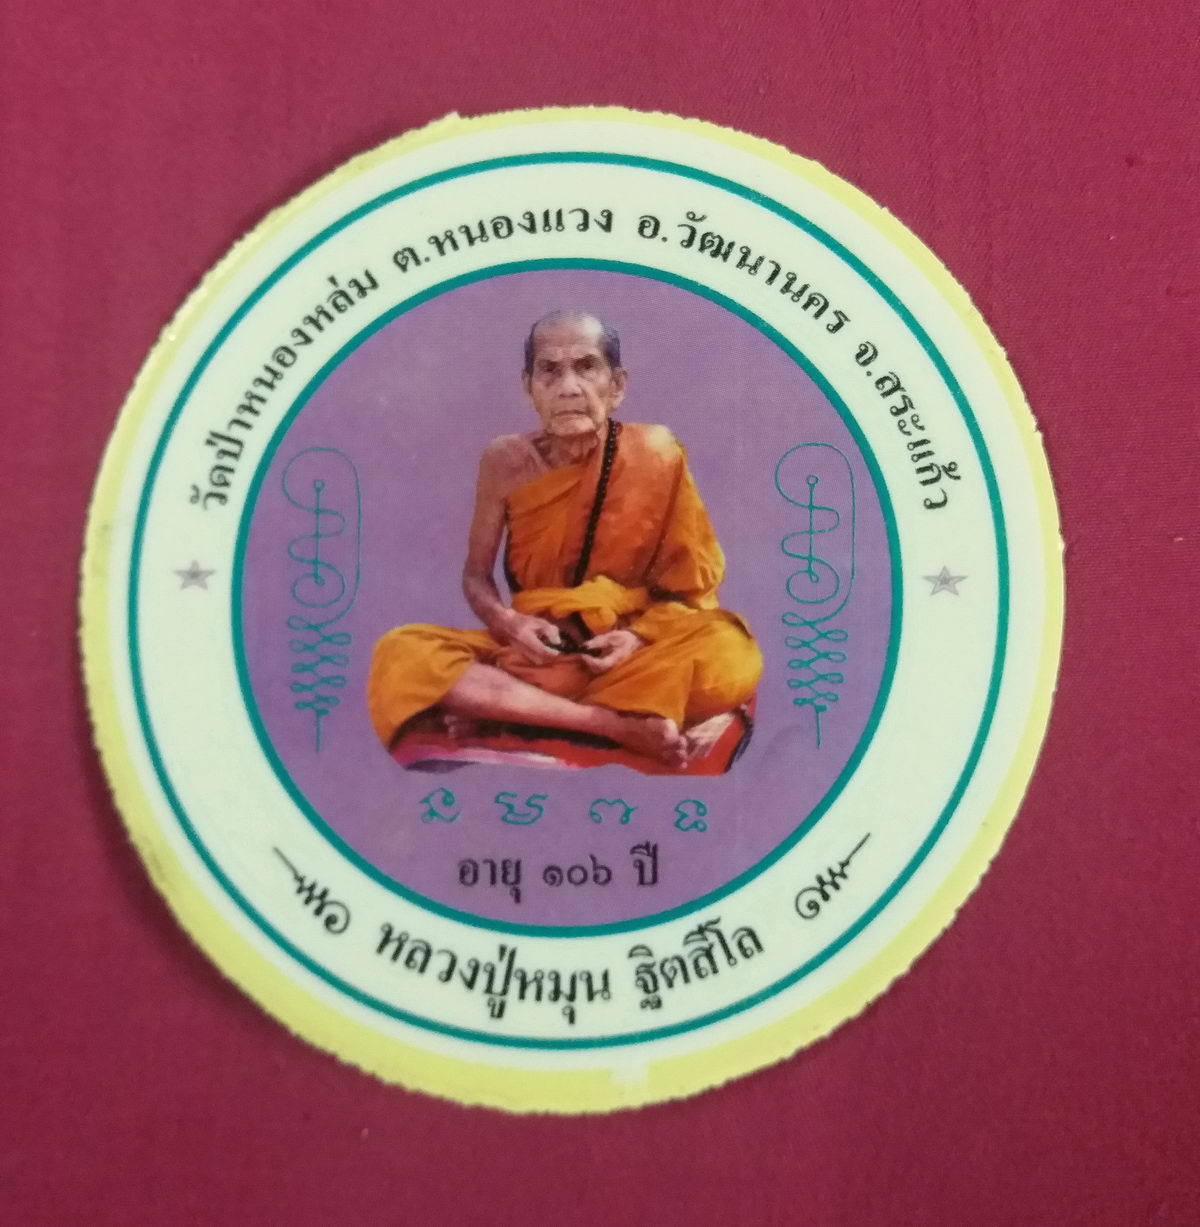 วัดป่าหนองหล่ม ต.หนองแวง อ.วัฒนานคร จ.สระแก้ว
อายุ ๑๐๖ ปี
หลวงปู่หมุน ฐิตสีโล